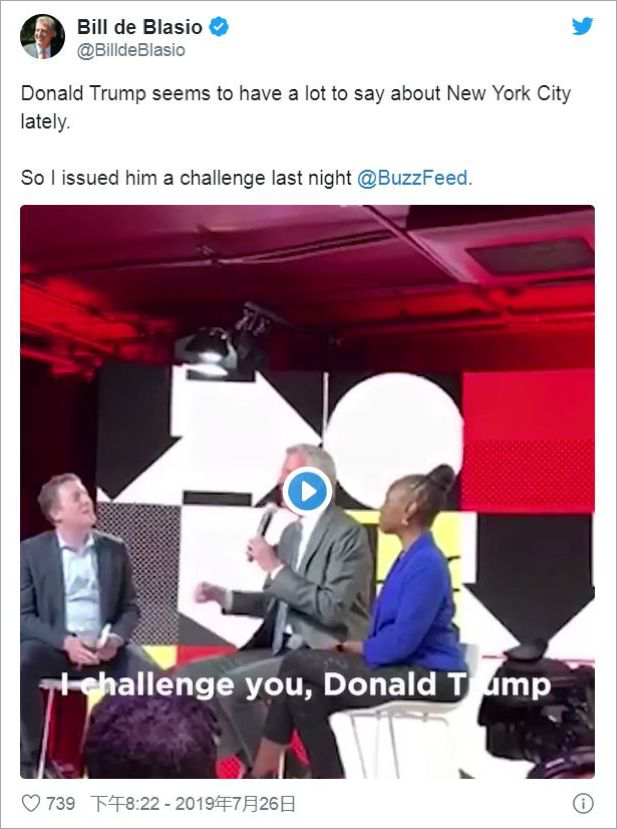 Bill de Blasio
@BilldeBlasio
Donald Trump seems to have a lot to say about New York City
lately.
So I issued him a challenge last night @BuzzFeed.
I challenge you, Donald Trump
739 下午8:22 - 2019年7月26日